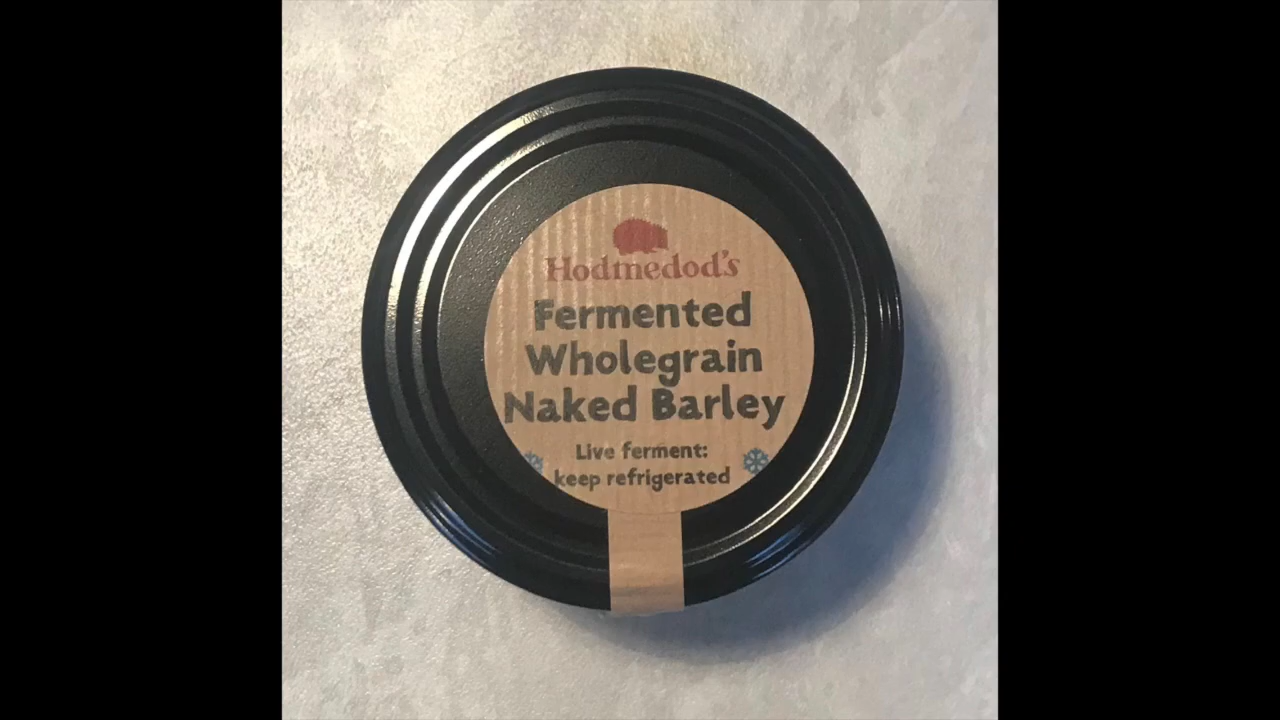 Hodmedod's
Fermented
Wholegrain
Naked Barley
Live ferment:
keep refrigerated